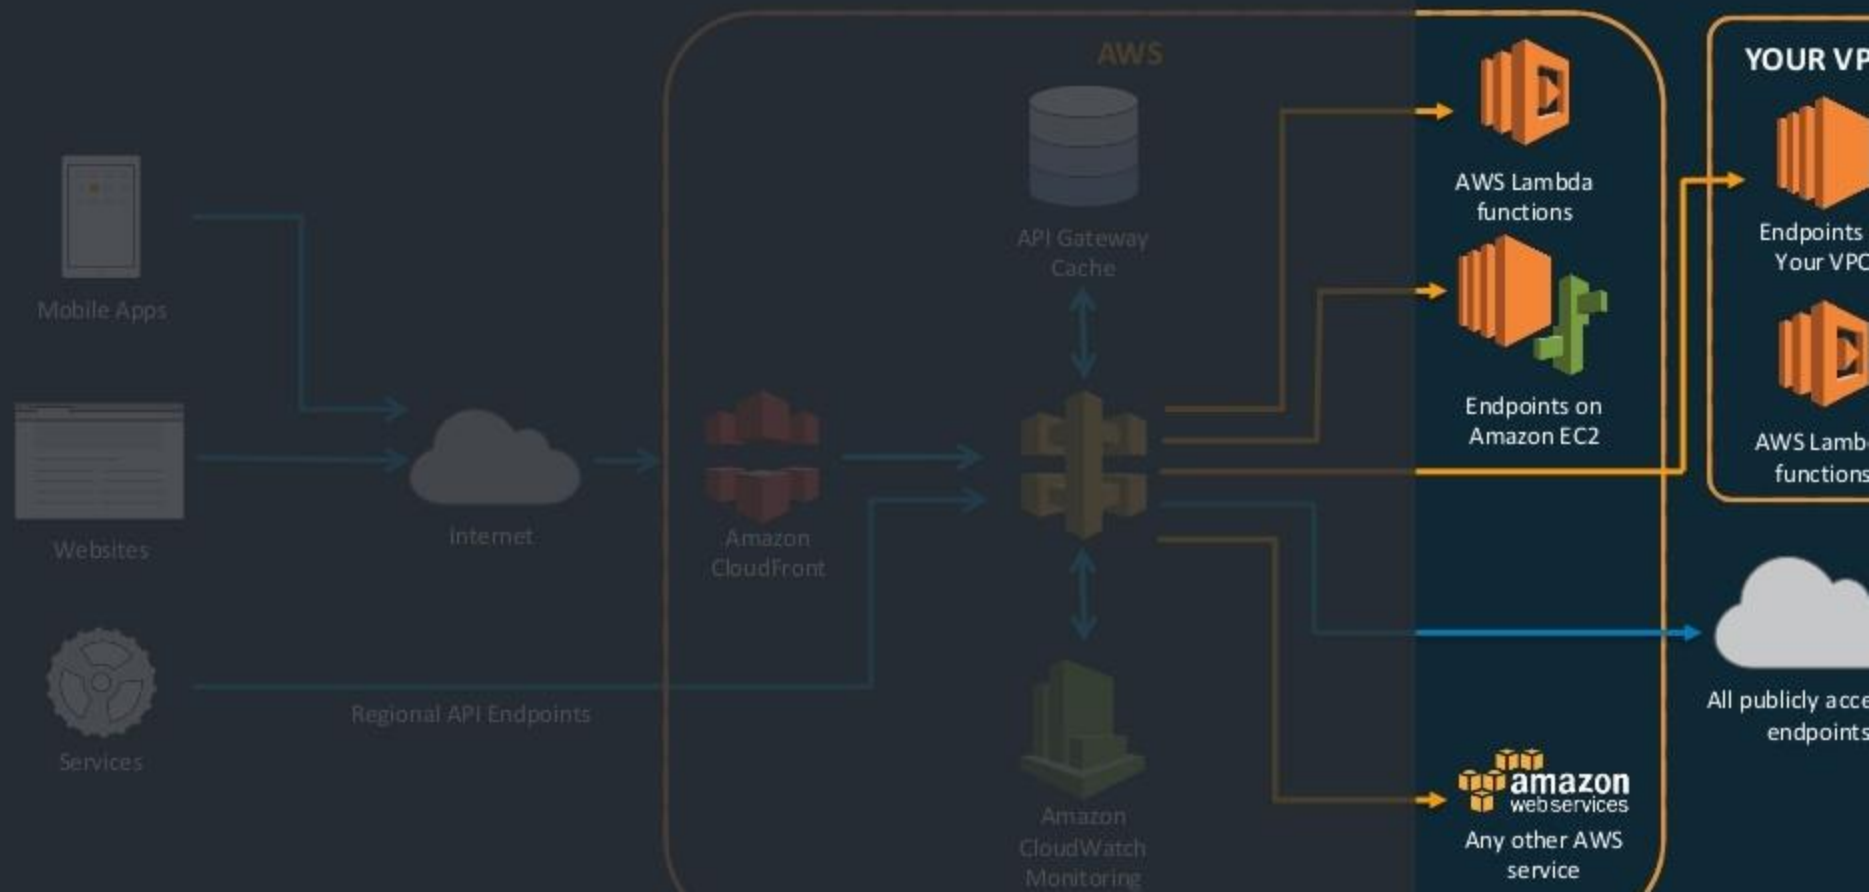 AWS
YOUR VP
API Gateway
Cache
AWS Lambda
functions
Endpoints
Your VPC
Mobile Apps
Endpoints on
Amazon EC2
AWS Lamb
functions
Websites
Internet
Amazon
CloudFront
Regional API Endpoints
Services
All publicly acce
endpoints
amazon
webservices
Any other AWS
service
Amazon
CloudWatch
Monitoring